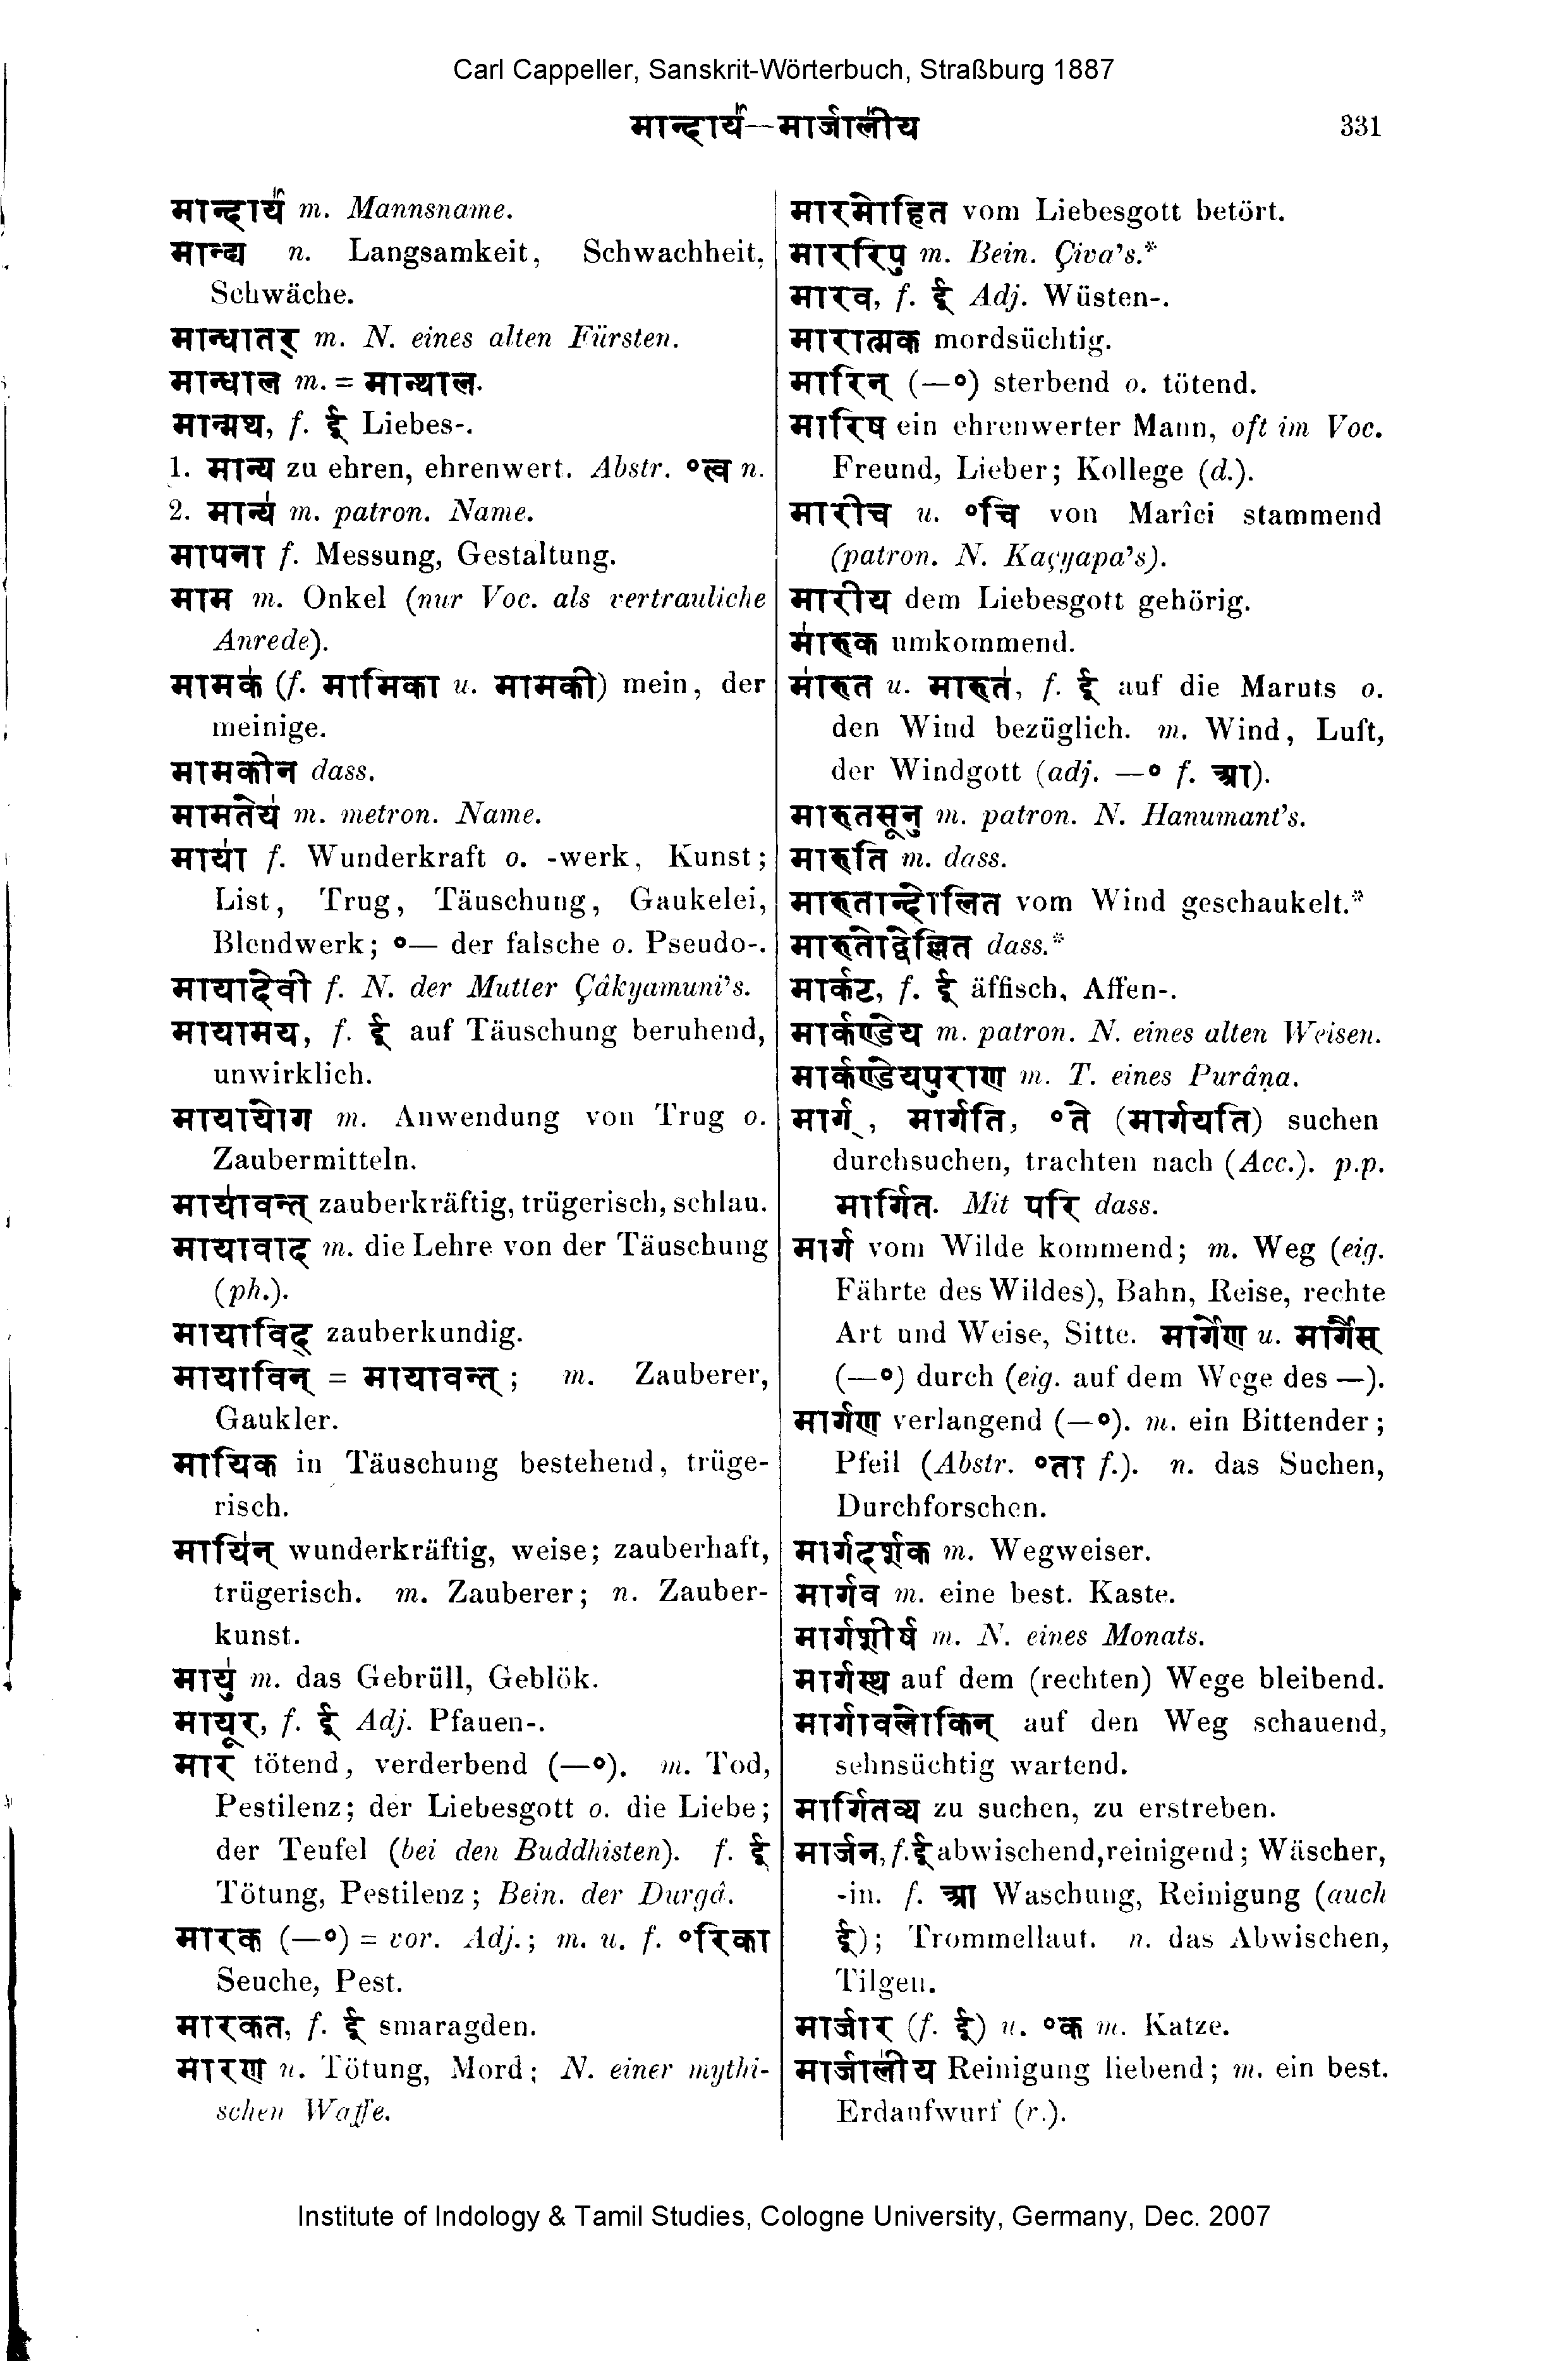 Carl Cappeller, Sanskrit-Wörterbuch, Straßburg 1887
मान्दार्य॑—मार्जाली॑य
331
मान्दार्य॑ m. Mannsname.
मान्द्य n. Langsamkeit, Schwachheit,
Schwäche.
मान्धातर् m. N. eines alten Fürsten.
मान्धाल m. = मान्थाल.
मान्मथ, f. ई Liebes-.
1. मान्य zu ehren, ehrenwert. Abstr. °त्व n.
2. मान्य॑ m. patron. Name.
मापना f. Messung, Gestaltung.
माम m. Onkel (nur Voc. als vertrauliche
Anrede).
मामक॑ (f. मामिका u. मामकी) mein, der
meinige.
मामकीन dass.
मामतेय॑ m. metron. Name.
माया॑ f. Wunderkraft o. -werk, Kunst;
List, Trug, Täuschung, Gaukelei,
Blendwerk; °— der falsche o. Pseudo-.
मायादेवी f. N. der Mutter Çâkyamuni's.
मायामय, f. ई auf Täuschung beruhend,
unwirklich.
मायायोग m. Anwendung von Trug o.
Zaubermitteln.
माया॑वन्त् zauberkräftig, trügerisch, schlau.
मायावाद m. die Lehre von der Täuschung
(ph.).
मायाविद् zauberkundig.
मायाविन् = मायावन्त्; m. Zauberer,
Gaukler.
मायिक in Täuschung bestehend, trüge-
risch.
मायि॑न् wunderkräftig, weise; zauberhaft,
trügerisch. m. Zauberer; n. Zauber-
kunst.
मायु॑ m. das Gebrüll, Geblök.
मायूर, f. ई Adj. Pfauen-.
मार tötend, verderbend (—°). m. Tod,
Pestilenz; der Liebesgott o. die Liebe;
der Teufel (bei den Buddhisten). f. ई
Tötung, Pestilenz; Bein. der Durgâ.
मारक (—°) = vor. Adj.; m. u. f. °रिका
Seuche, Pest.
मारकत, f. ई smaragden.
मारण n. Tötung, Mord; N. einer mythi-
schen Waffe.
मारमोहित vom Liebesgott betört.
माररिपु m. Bein. Çiva's.*
मारव, f. ई Adj. Wüsten-.
मारात्मक mordsüchtig.
मारिन् (—°) sterbend o. tötend.
मारिष ein ehrenwerter Mann, oft im Voc.
Freund, Lieber; Kollege (d.).
मारीच u. °चि von Marîci stammend
(patron. N. Kaçyapa's).
मारीय dem Liebesgott gehörig.
मा॑रुक umkommend.
मा॑रुत u. मारुत॑, f. ई auf die Maruts o.
den Wind bezüglich. m. Wind, Luft,
der Windgott (adj. —° f. आ).
मारुतसूनु m. patron. N. Hanumant's.
मारुति m. dass.
मारुतान्दोलित vom Wind geschaukelt.*
मारुतोद्वेल्लित dass.*
मार्कट, f. ई äffisch, Affen-.
मार्कण्डेय m. patron. N. eines alten Weisen.
मार्कण्डेयपुराण m. T. eines Purâṇa.
मार्ग्, मार्गति, °ते (मार्गयति) suchen
durchsuchen, trachten nach (Acc.). p.p.
मार्गित. Mit परि dass.
मार्ग vom Wilde kommend; m. Weg (eig.
Fährte des Wildes), Bahn, Reise, rechte
Art und Weise, Sitte. मार्गेण u. मार्गैस्
(—°) durch (eig. auf dem Wege des —).
मार्गण verlangend (—°). m. ein Bittender;
Pfeil (Abstr. °ता f.). n. das Suchen,
Durchforschen.
मार्गदर्शक m. Wegweiser.
मार्गव m. eine best. Kaste.
मार्गशीर्ष m. N. eines Monats.
मार्गस्थ auf dem (rechten) Wege bleibend.
मार्गावलोकिन् auf den Weg schauend,
sehnsüchtig wartend.
मार्गितव्य zu suchen, zu erstreben.
मार्जन, f. ई abwischend, reinigend; Wäscher,
-in. f. आ Waschung, Reinigung (auch
ई); Trommellaut. n. das Abwischen,
Tilgen.
मार्जार (f. ई) u. °क m. Katze.
मार्जाली॑य Reinigung liebend; m. ein best.
Erdaufwurf (r.).
Institute of Indology & Tamil Studies, Cologne University, Germany, Dec. 2007